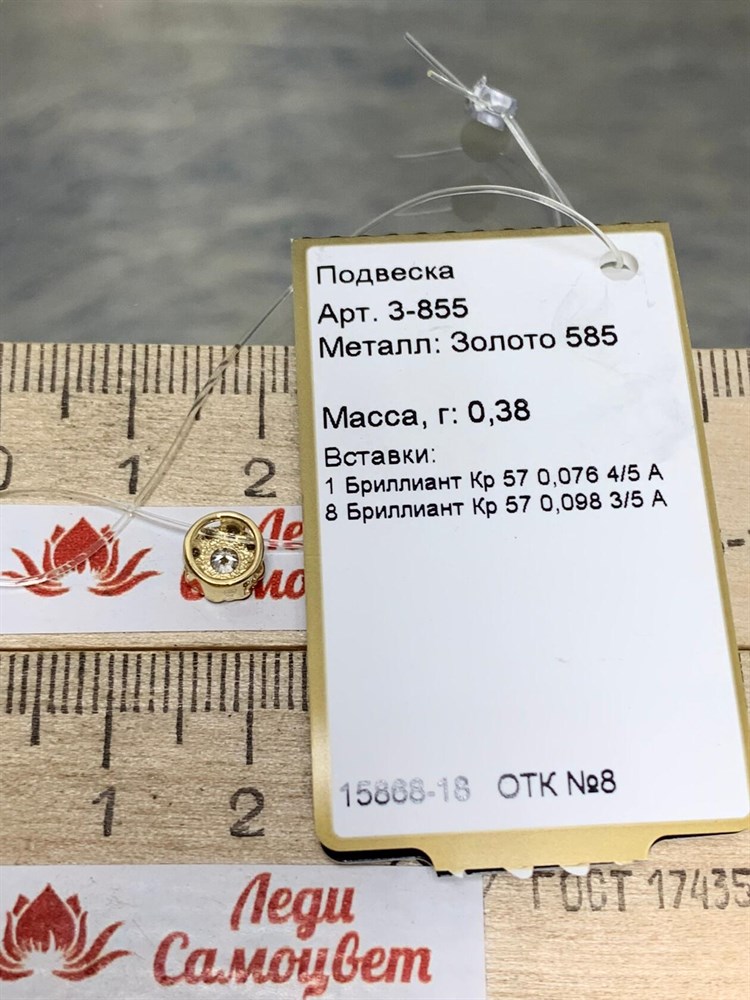 Подвеска
Арт. 3-855
Металл: Золото 585
Масса, г: 0,38
Вставки:
1 Бриллиант Кр 57 0,076 4/5 А
8 Бриллиант Кр 57 0,098 3/5 А
15868-18 ОТК №8
0 1 2
Ле
Само
1 2
ГОСТ 17435
Леди
Самоцвет